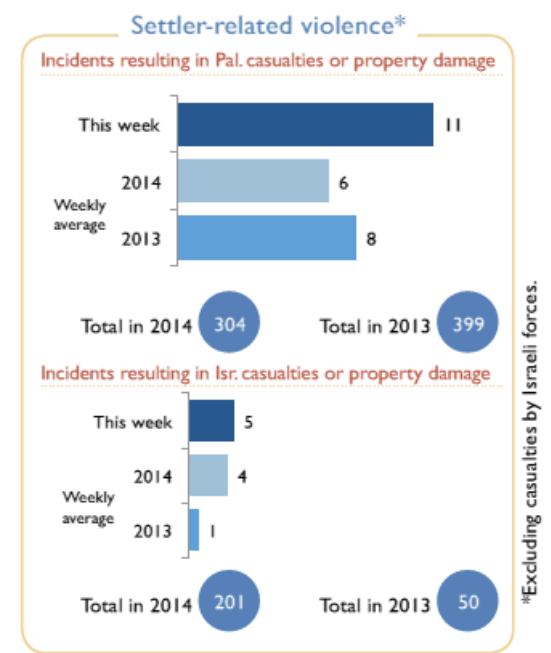 Settler-related violence*
Incidents resulting in Pal. casualties or property damage
This week 11
2014 6
Weekly
average
2013 8
Total in 2014 304 Total in 2013 399
Incidents resulting in Isr. casualties or property damage
This week 5
2014 4
Weekly
average
2013 1
Total in 2014 201 Total in 2013 50
*Excluding casualties by Israeli forces.